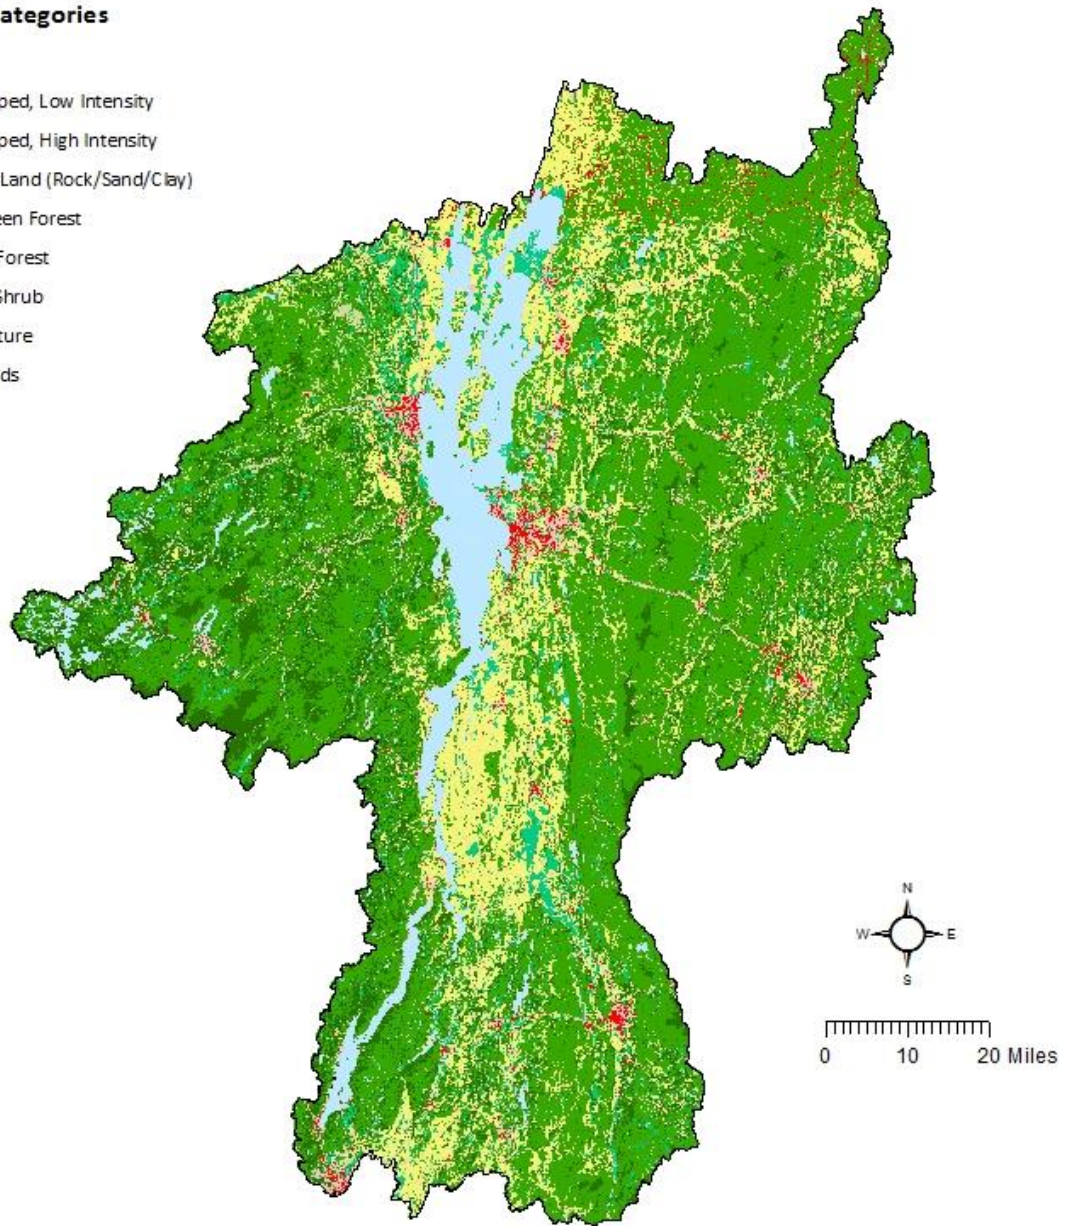 ategories
ped, Low Intensity
ped, High Intensity
Land (Rock/Sand/Clay)
en Forest
Forest
Shrub
ture
ds
N
W E
S
0 10 20 Miles